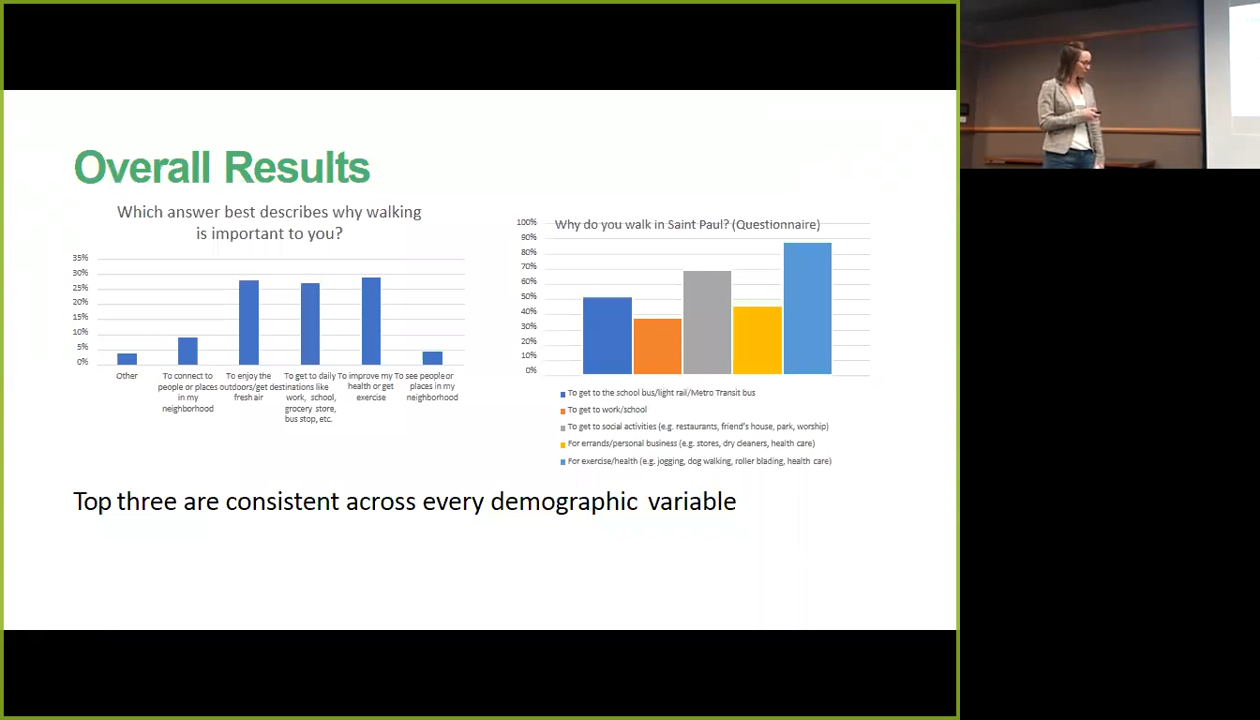 Overall Results
Which answer best describes why walking
is important to you?
35%
30%
25%
20%
15%
10%
5%
0%
Other
To connect to
people or places
in my
neighborhood
To enjoy the
outdoors/get
fresh air
To get to daily
destinations like
work, school,
grocery store,
bus stop, etc.
To improve my
health or get
exercise
To see people or
places in my
neighborhood
Why do you walk in Saint Paul? (Questionnaire)
100%
90%
80%
70%
60%
50%
40%
30%
20%
10%
0%
To get to the school bus/light rail/Metro Transit bus
To get to work/school
To get to social activities (e.g. restaurants, friend's house, park, worship)
For errands/personal business (e.g. stores, dry cleaners, health care)
For exercise/health (e.g. jogging, dog walking, roller blading, health care)
Top three are consistent across every demographic variable